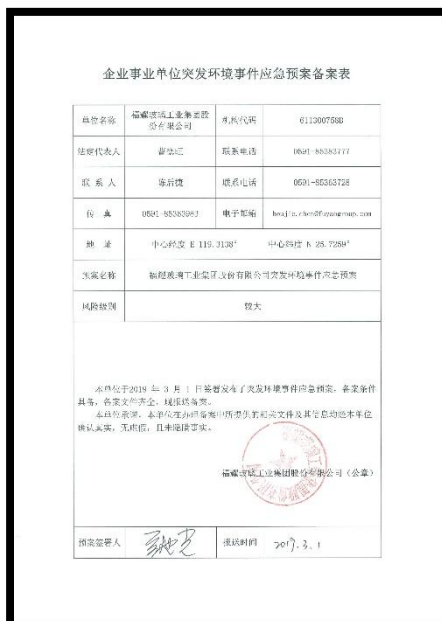 企业事业单位突发环境事件应急预案备案表
单位名称 福耀玻璃工业集团股份有限公司 机构代码 611300758B
法定代表人 曹德旺 联系电话 0591-85383777
联系人 陈后捷 联系电话 0591-85363728
传真 0591-85363983 电子邮箱 houjie.chen@fuyaogroup.com
地址 中心经度 E 119.3138° 中心纬度 N 25.7259°
预案名称 福耀玻璃工业集团股份有限公司突发环境事件应急预案
风险级别 较大
本单位于2019 年 3 月 1 日签署发布了突发环境事件应急预案，备案条件
具备，备案文件齐全，现报送备案。
本单位承诺，本单位在办理备案中所提供的相关文件及其信息均经本单位
确认真实，无虚假，且未隐瞒事实。
福耀玻璃工业集团股份有限公司（公章）
预案签署人 报送时间 2019.3.1